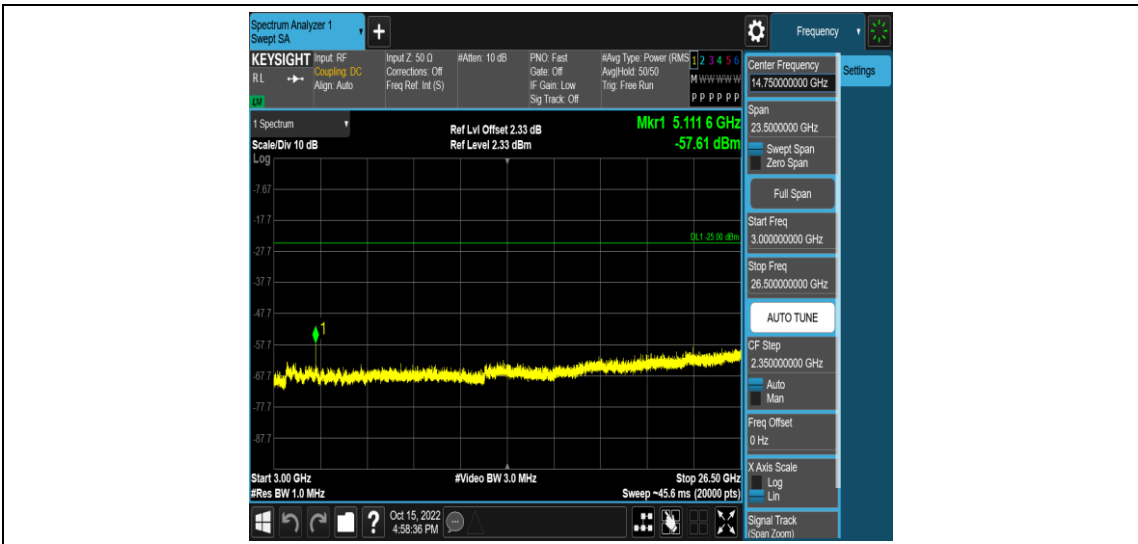 Spectrum Analyzer 1
Swept SA
+
Frequency
KEYSIGHT
RL
LXI
Input: RF
Coupling: DC
Align: Auto
Input Z: 50 Ω
Corrections: Off
Freq Ref: Int (S)
#Atten: 10 dB
PNO: Fast
Gate: Off
IF Gain: Low
Sig Track: Off
#Avg Type: Power (RMS
Avg|Hold: 50/50
Trig: Free Run
1 2 3 4 5 6
M W W W W W
P P P P P P
Center Frequency
14.750000000 GHz
Settings
Span
23.5000000 GHz
Swept Span
Zero Span
Full Span
Start Freq
3.000000000 GHz
Stop Freq
26.500000000 GHz
AUTO TUNE
CF Step
2.350000000 GHz
Auto
Man
Freq Offset
0 Hz
X Axis Scale
Log
Lin
Signal Track
(Span Zoom)
1 Spectrum
Scale/Div 10 dB
Log
Ref Lvl Offset 2.33 dB
Ref Level 2.33 dBm
Mkr1 5.111 6 GHz
-57.61 dBm
-7.67
-17.7
DL1 -25.00 dBm
-27.7
-37.7
-47.7
1
-57.7
-67.7
-77.7
-87.7
Start 3.00 GHz
#Res BW 1.0 MHz
#Video BW 3.0 MHz
Stop 26.50 GHz
Sweep ~45.6 ms (20000 pts)
?
Oct 15, 2022
4:58:36 PM